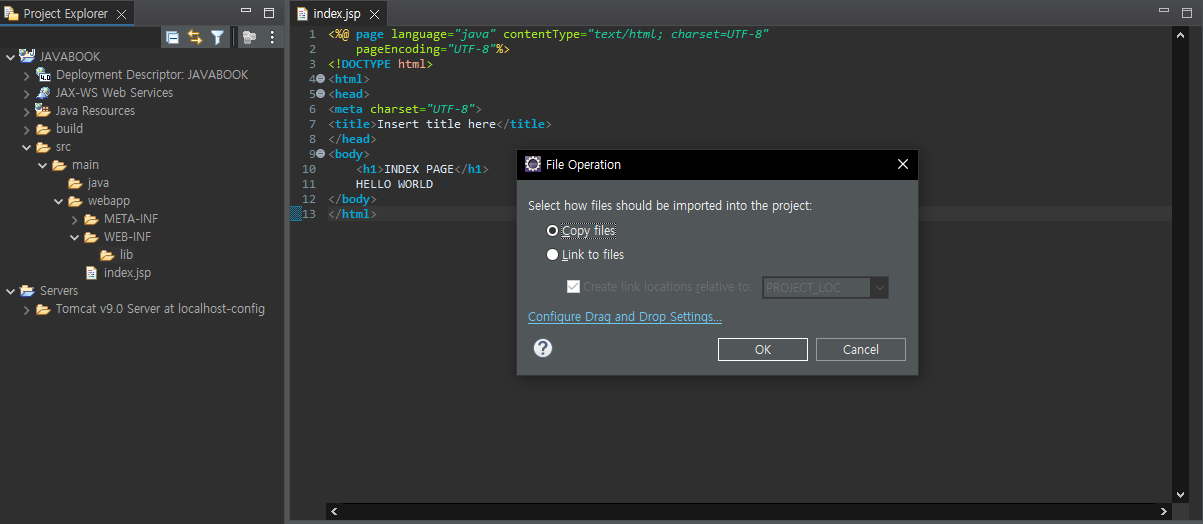 Project Explorer
JAVABOOK
4.0
Deployment Descriptor: JAVABOOK
JAX-WS Web Services
Java Resources
build
src
main
java
webapp
META-INF
WEB-INF
lib
index.jsp
Servers
Tomcat v9.0 Server at localhost-config
index.jsp
1 <%@ page language="java" contentType="text/html; charset=UTF-8"
2 pageEncoding="UTF-8"%>
3 <!DOCTYPE html>
4 <html>
5 <head>
6 <meta charset="UTF-8">
7 <title>Insert title here</title>
8 </head>
9 <body>
10 <h1>INDEX PAGE</h1>
11 HELLO WORLD
12 </body>
13 </html>
File Operation
Select how files should be imported into the project:
Copy files
Link to files
Create link locations relative to: PROJECT_LOC
Configure Drag and Drop Settings...
?
OK Cancel